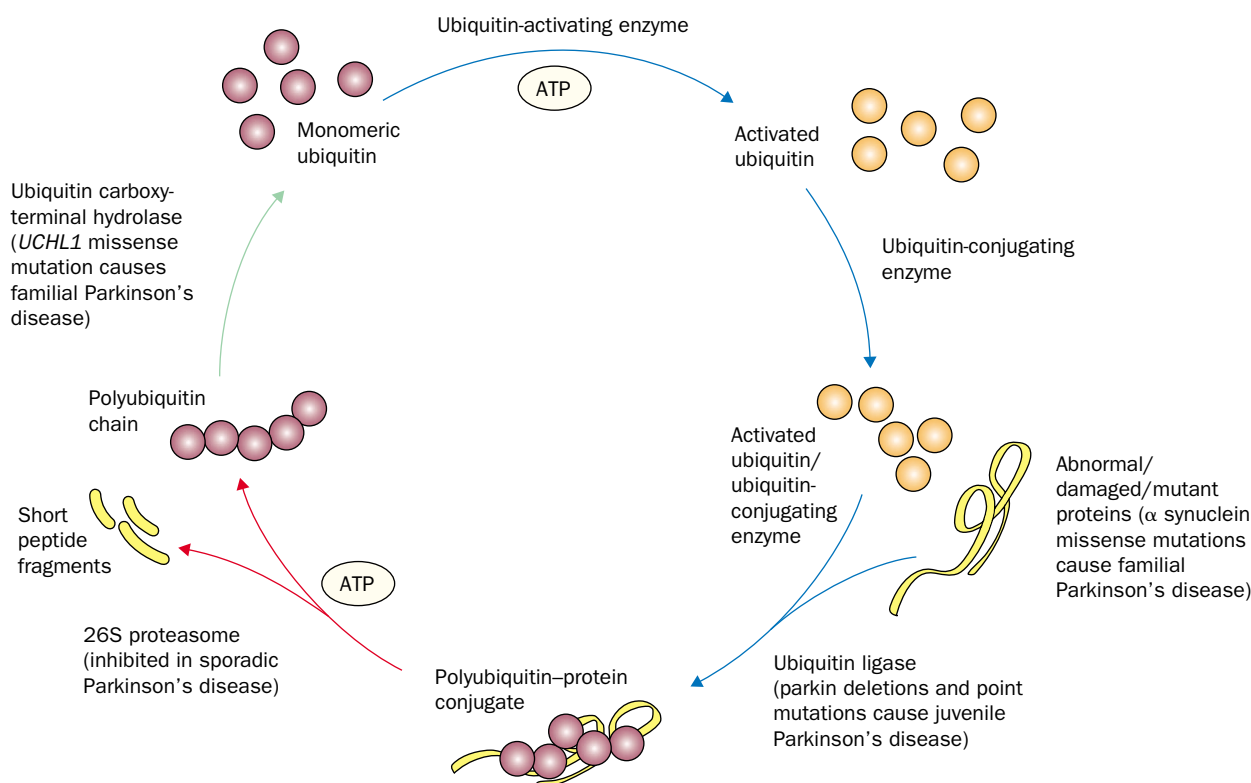 Ubiquitin-activating enzyme
ATP
Monomeric
ubiquitin
Activated
ubiquitin
Ubiquitin carboxy-
terminal hydrolase
(UCHL1 missense
mutation causes
familial Parkinson's
disease)
Ubiquitin-conjugating
enzyme
Polyubiquitin
chain
Activated
ubiquitin/
ubiquitin-
conjugating
enzyme
Abnormal/
damaged/mutant
proteins (α synuclein
missense mutations
cause familial
Parkinson's disease)
Short
peptide
fragments
ATP
26S proteasome
(inhibited in sporadic
Parkinson's disease)
Polyubiquitin–protein
conjugate
Ubiquitin ligase
(parkin deletions and point
mutations cause juvenile
Parkinson's disease)